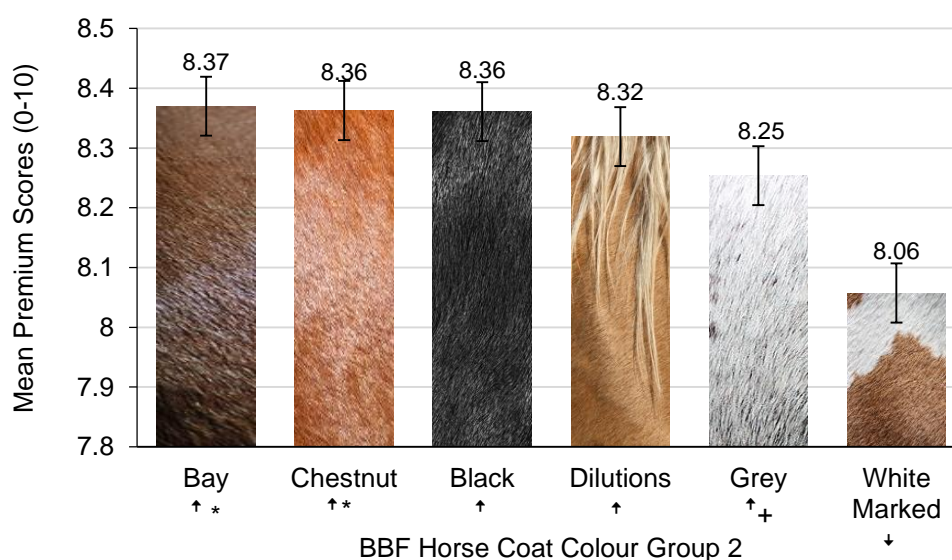 Mean Premium Scores (0-10)
8.5
8.4
8.3
8.2
8.1
8
7.9
7.8
8.37
8.36
8.36
8.32
8.25
8.06
Bay
Chestnut
Black
Dilutions
Grey
White
Marked
↑ *
↑ *
↑
↑
↑ +
↓
BBF Horse Coat Colour Group 2